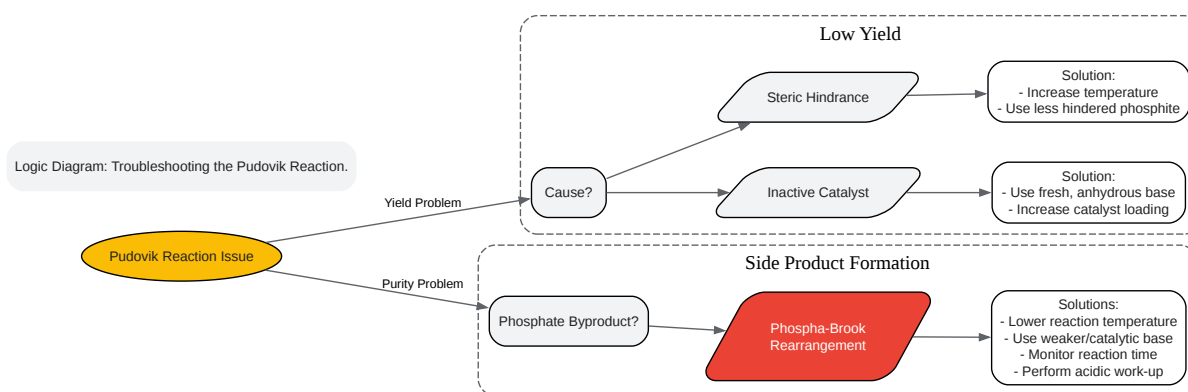 Logic Diagram: Troubleshooting the Pudovik Reaction.
Pudovik Reaction Issue
Yield Problem
Purity Problem
Low Yield
Cause?
Steric Hindrance
Solution:
- Increase temperature
- Use less hindered phosphite
Inactive Catalyst
Solution:
- Use fresh, anhydrous base
- Increase catalyst loading
Side Product Formation
Phosphate Byproduct?
Phospha-Brook
Rearrangement
Solutions:
- Lower reaction temperature
- Use weaker/catalytic base
- Monitor reaction time
- Perform acidic work-up